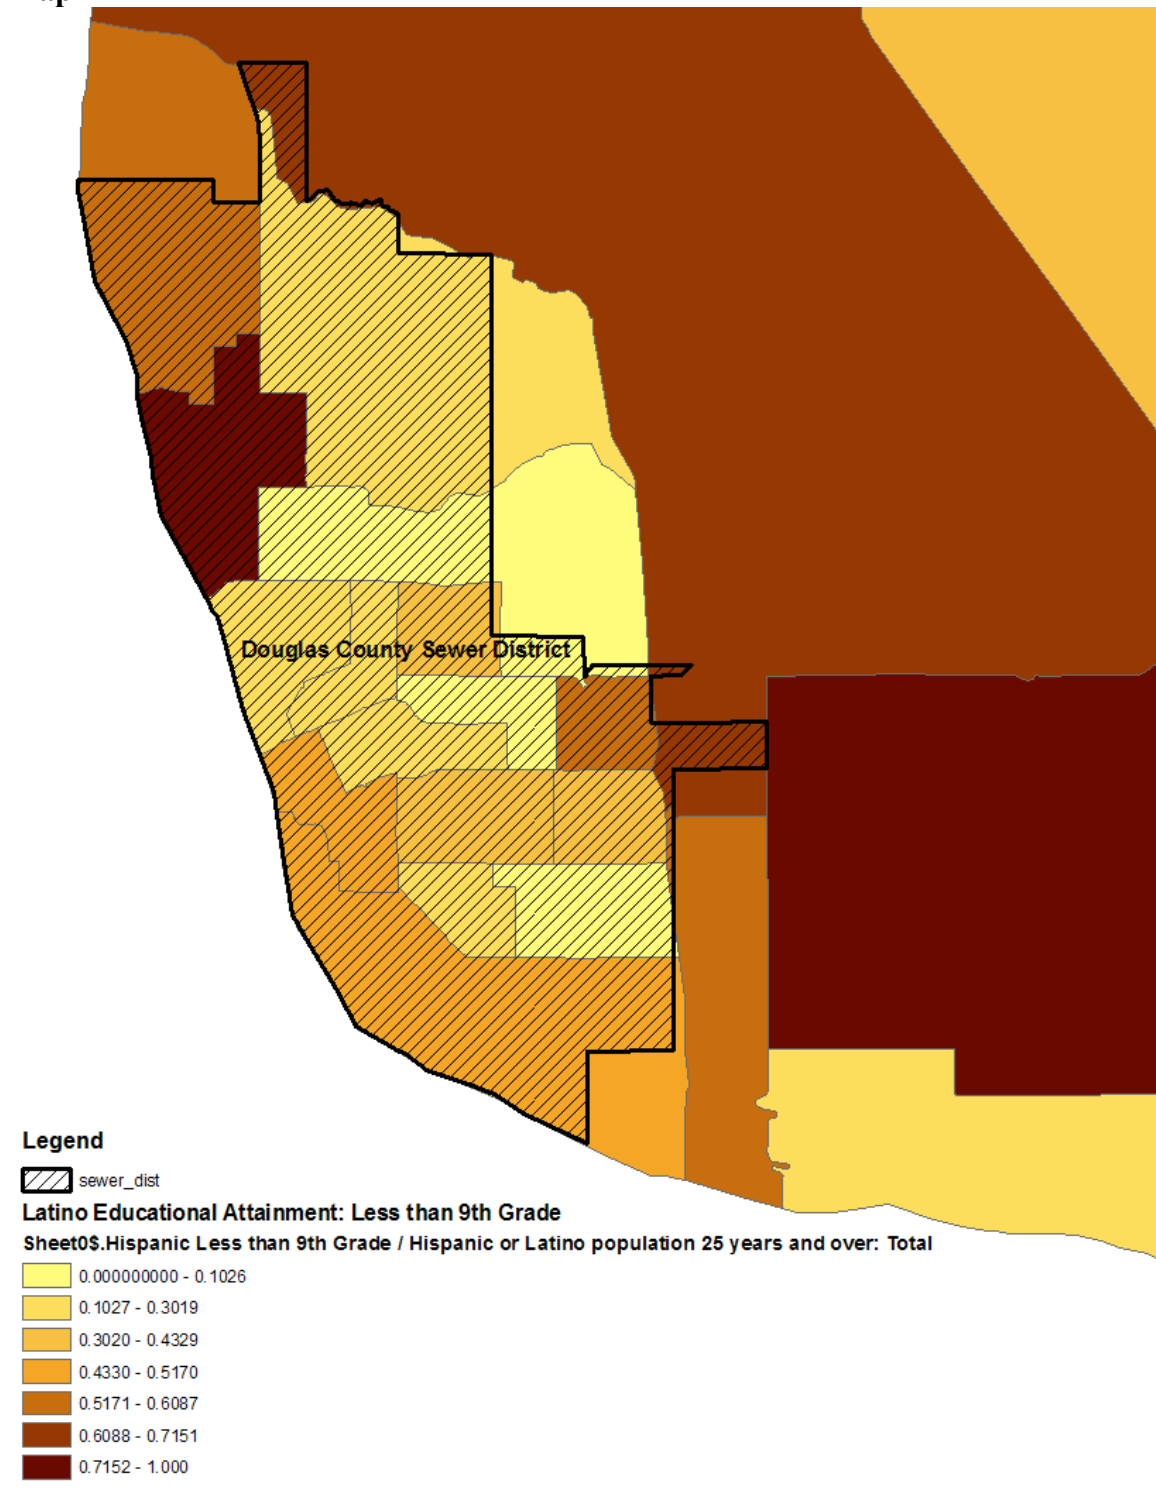 Douglas County Sewer District
Legend
sewer_dist
Latino Educational Attainment: Less than 9th Grade
Sheet0$.Hispanic Less than 9th Grade / Hispanic or Latino population 25 years and over: Total
0.000000000 - 0.1026
0.1027 - 0.3019
0.3020 - 0.4329
0.4330 - 0.5170
0.5171 - 0.6087
0.6088 - 0.7151
0.7152 - 1.000